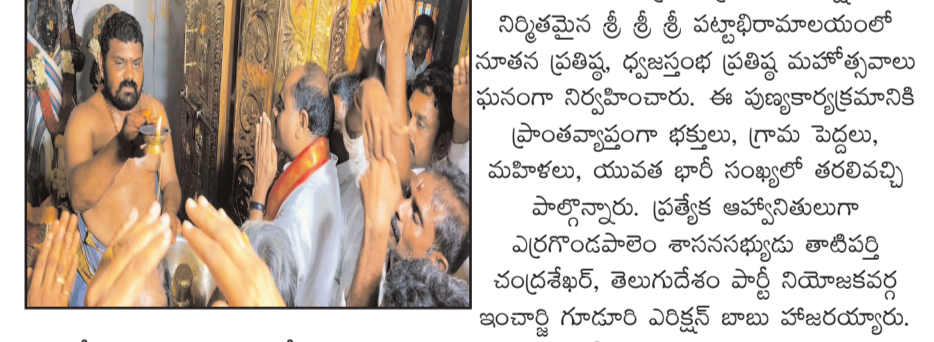 నిర్మితమైన శ్రీ శ్రీ శ్రీ పట్టాభిరామాలయంలో
నూతన ప్రతిష్ఠ, ధ్వజస్తంభ ప్రతిష్ఠ మహోత్సవాలు
ఘనంగా నిర్వహించారు. ఈ పుణ్యకార్యక్రమానికి
ప్రాంతవ్యాప్తంగా భక్తులు, గ్రామ పెద్దలు,
మహిళలు, యువత భారీ సంఖ్యలో తరలివచ్చి
పాల్గొన్నారు. ప్రత్యేక ఆహ్వానితులుగా
ఎర్రగొండపాలెం శాసనసభ్యుడు తాటిపర్తి
చంద్రశేఖర్, తెలుగుదేశం పార్టీ నియోజకవర్గ
ఇంచార్జి గూడూరి ఎరిక్షన్ బాబు హాజరయ్యారు.